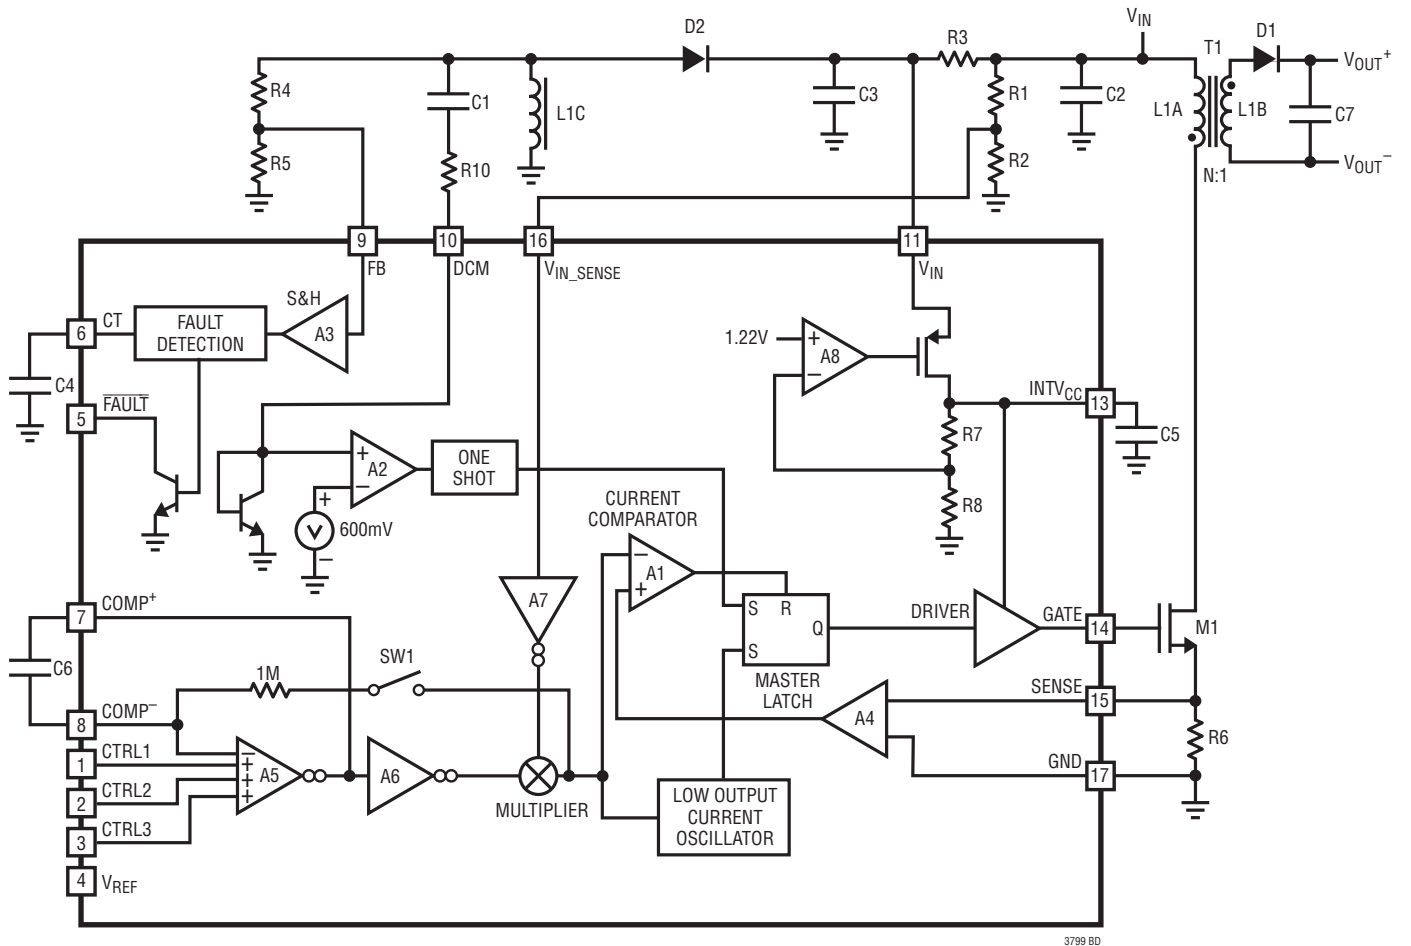 V_IN
D2
R3
T1
D1
V_OUT^+
R4
C1
L1C
C3
R1
C2
L1A
L1B
C7
R5
R10
R2
N:1
V_OUT^–
9
10
16
11
FB
DCM
V_IN_SENSE
V_IN
S&H
6
CT
FAULT
DETECTION
A3
1.22V
+
–
A8
C4
5
FAULT
INTV_CC
13
C5
R7
R8
+
–
A2
ONE
SHOT
+
600mV
–
CURRENT
COMPARATOR
–
+
A1
A7
7
COMP^+
S
R
Q
S
MASTER
LATCH
DRIVER
GATE
14
M1
C6
1M
SW1
8
COMP^–
SENSE
15
A4
R6
1
CTRL1
–
+
+
+
A5
A6
GND
17
2
CTRL2
MULTIPLIER
LOW OUTPUT
CURRENT
OSCILLATOR
3
CTRL3
4
V_REF
3799 BD